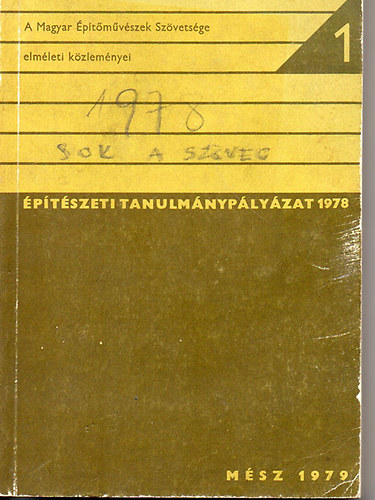 A Magyar Építőművészek Szövetsége
1
elméleti közleményei
1978
SOK A SZÖVEG
ÉPÍTÉSZETI TANULMÁNYPÁLYÁZAT 1978
MÉSZ 1979